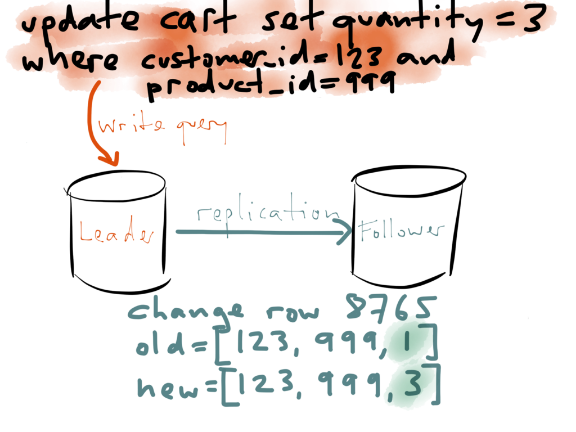 update cart set quantity = 3
where customer_id=123 and
product_id=999
write query
Leader
replication
Follower
change row 8765
old=[123, 999, 1]
new=[123, 999, 3]